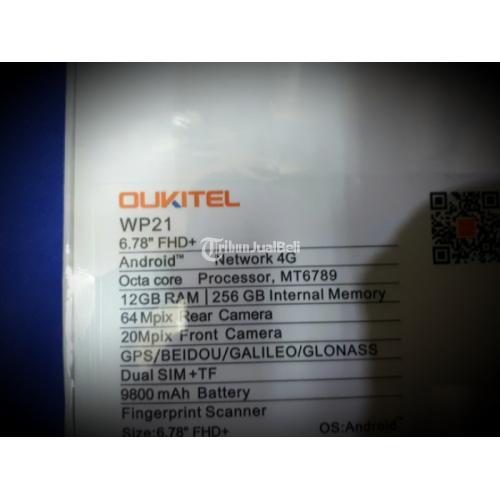 OUKITEL
WP21
6.78" FHD+
TribunJualBeli
Android™ Network 4G
Octa core Processor, MT6789
12GB RAM | 256 GB Internal Memory
64 Mpix Rear Camera
20Mpix Front Camera
GPS/BEIDOU/GALILEO/GLONASS
Dual SIM +TF
9800 mAh Battery
Fingerprint Scanner
Size: 6.78" FHD+ OS: Android™